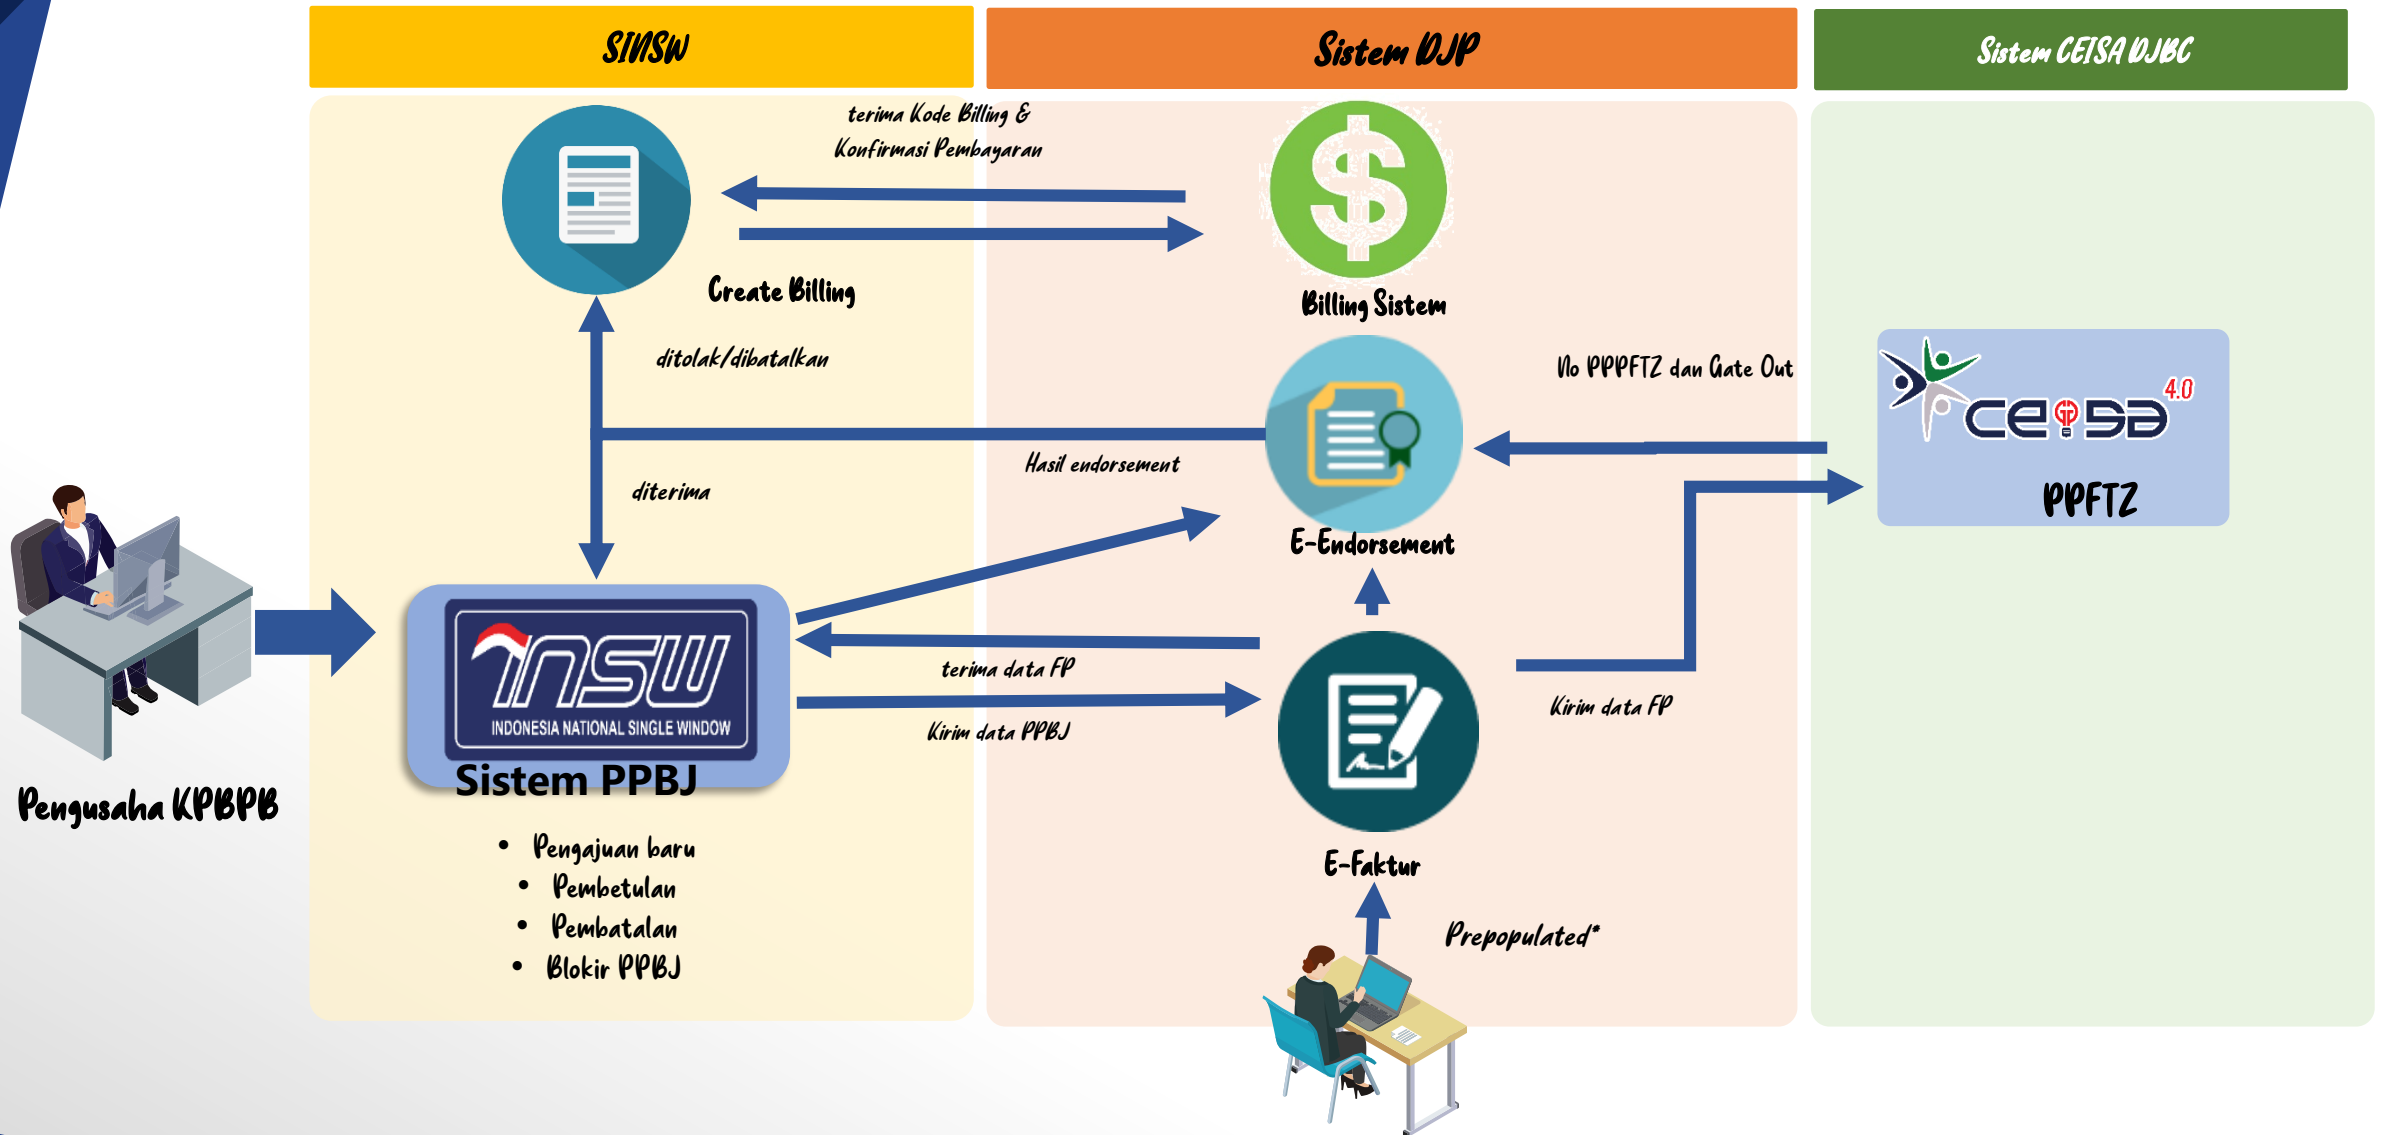 SINSW
Sistem DJP
Sistem CEISA DJBC
terima Kode Billing &
Konfirmasi Pembayaran
Create Billing
Billing Sistem
ditolak/dibatalkan
No PPPFTZ dan Gate Out
4.0
CEISA
PPFTZ
Hasil endorsement
diterima
E-Endorsement
INSW
INDONESIA NATIONAL SINGLE WINDOW
Sistem PPBJ
terima data FP
Kirim data PPBJ
Kirim data FP
Pengusaha KPBPB
• Pengajuan baru
• Pembetulan
• Pembatalan
• Blokir PPBJ
E-Faktur
Prepopulated*